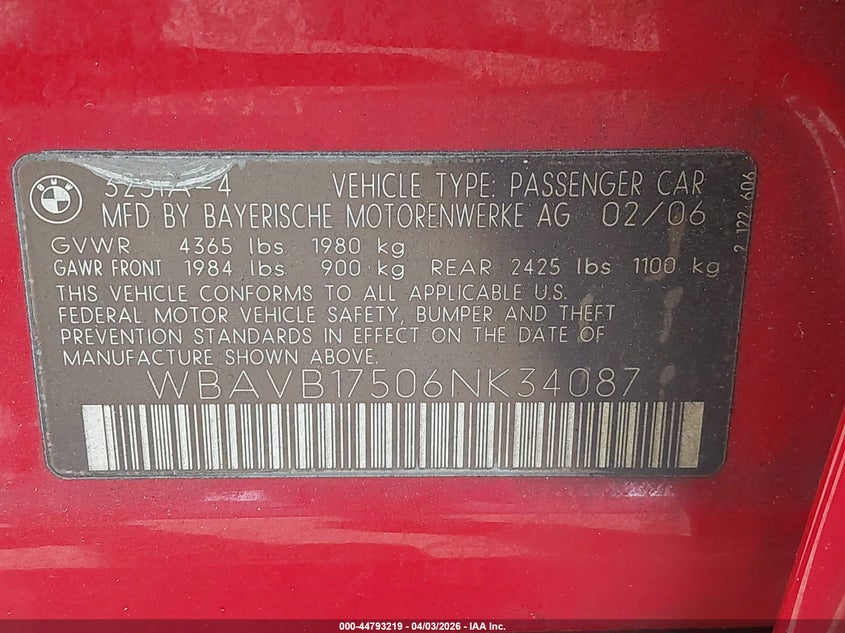 BMW
325iA-4 VEHICLE TYPE: PASSENGER CAR
MFD BY BAYERISCHE MOTORENWERKE AG 02/06
GVWR 4365 lbs 1980 kg
GAWR FRONT 1984 lbs 900 kg REAR 2425 lbs 1100 kg
THIS VEHICLE CONFORMS TO ALL APPLICABLE U.S.
FEDERAL MOTOR VEHICLE SAFETY, BUMPER AND THEFT
PREVENTION STANDARDS IN EFFECT ON THE DATE OF
MANUFACTURE SHOWN ABOVE.
WBAVB17506NK34087
2 122 606
000-44793219 - 04/03/2026 - IAA Inc.